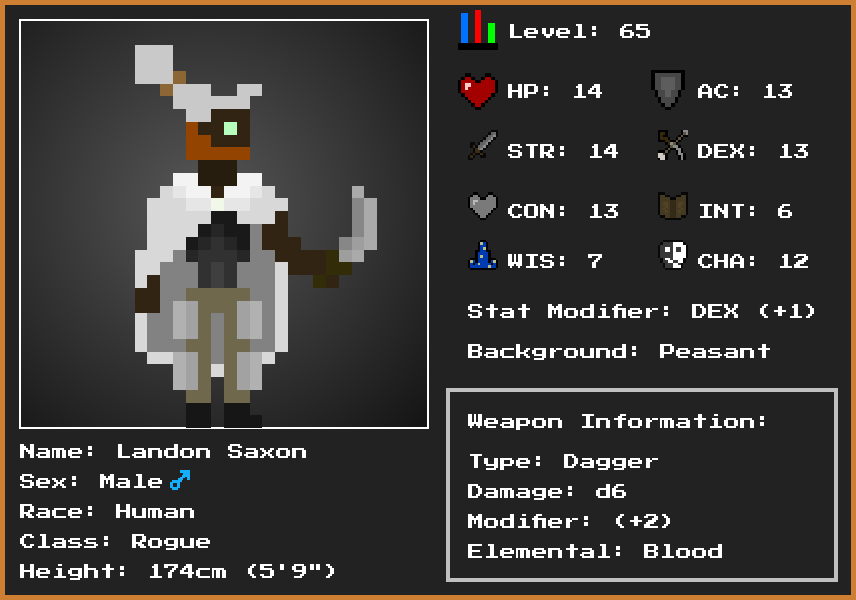 Level: 65
HP: 14
AC: 13
STR: 14
DEX: 13
CON: 13
INT: 6
WIS: 7
CHA: 12
Stat Modifier: DEX (+1)
Background: Peasant
Weapon Information:
Type: Dagger
Damage: d6
Modifier: (+2)
Elemental: Blood
Name: Landon Saxon
Sex: Male♂
Race: Human
Class: Rogue
Height: 174cm (5'9")